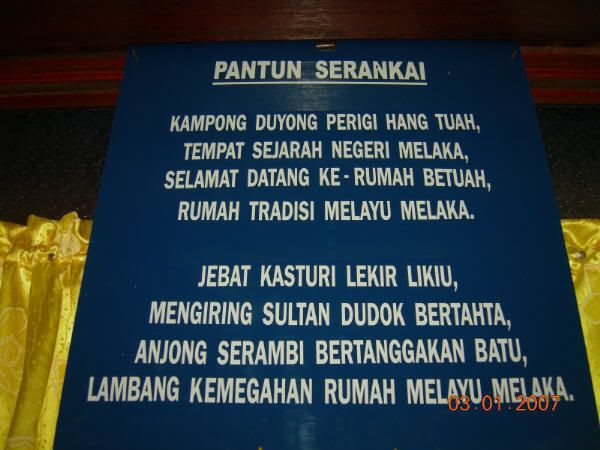 PANTUN SERANKAI
KAMPONG DUYONG PERIGI HANG TUAH,
TEMPAT SEJARAH NEGERI MELAKA,
SELAMAT DATANG KE-RUMAH BETUAH,
RUMAH TRADISI MELAYU MELAKA.
JEBAT KASTURI LEKIR LIKIU,
MENGIRING SULTAN DUDOK BERTAHTA,
ANJONG SERAMBI BERTANGGAKAN BATU,
LAMBANG KEMEGAHAN RUMAH MELAYU MELAKA.
03.01.2007